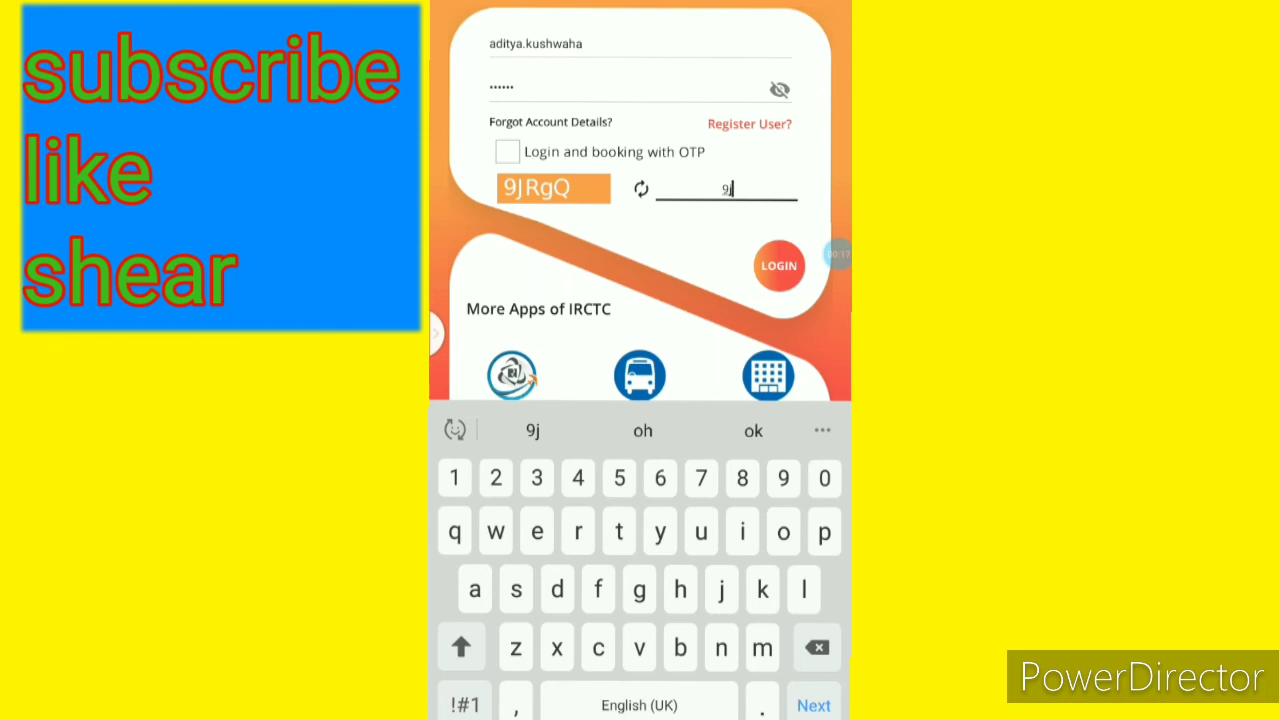 subscribe
like
shear
aditya.kushwaha
••••••
Forgot Account Details?
Register User?
Login and booking with OTP
9JRgQ
9j
LOGIN
00:17
More Apps of IRCTC
9j oh ok
1 2 3 4 5 6 7 8 9 0
q w e r t y u i o p
a s d f g h j k l
z x c v b n m
!#1 , English (UK) . Next
PowerDirector